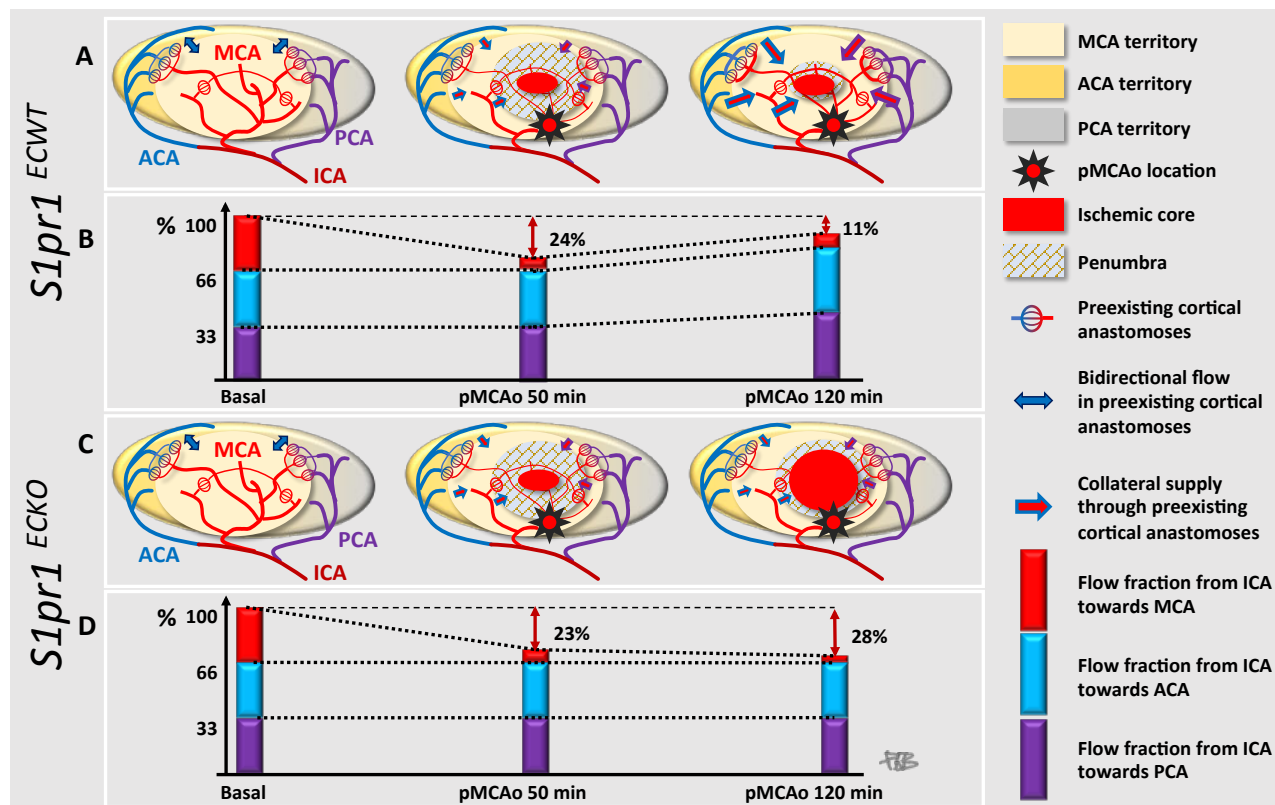 S1pr1 ECWT
A
MCA
ACA
PCA
ICA
B
%
100
66
33
24%
11%
Basal
pMCAo 50 min
pMCAo 120 min
S1pr1 ECKO
C
MCA
ACA
PCA
ICA
D
%
100
66
33
23%
28%
Basal
pMCAo 50 min
pMCAo 120 min
MCA territory
ACA territory
PCA territory
pMCAo location
Ischemic core
Penumbra
Preexisting cortical
anastomoses
Bidirectional flow
in preexisting cortical
anastomoses
Collateral supply
through preexisting
cortical anastomoses
Flow fraction from ICA
towards MCA
Flow fraction from ICA
towards ACA
Flow fraction from ICA
towards PCA